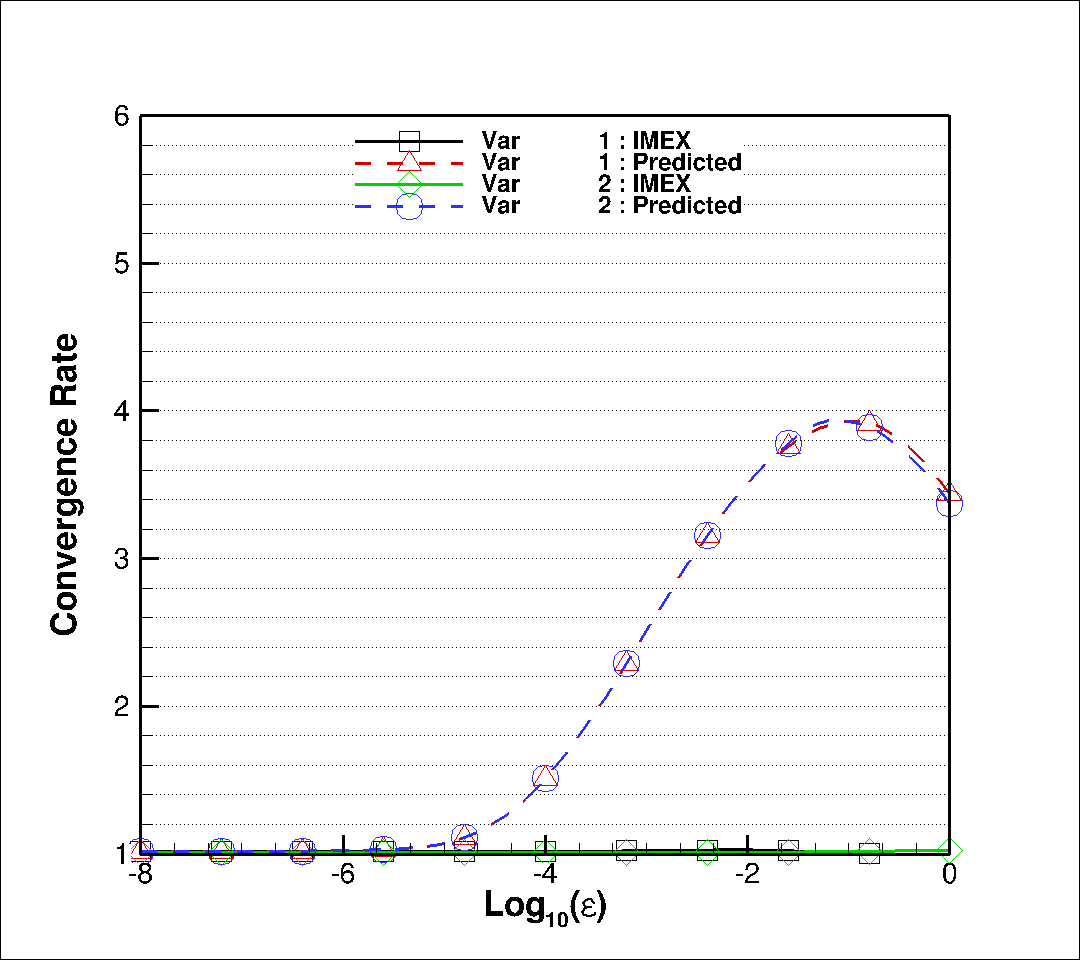 6
Var 1 : IMEX
Var 1 : Predicted
Var 2 : IMEX
Var 2 : Predicted
5
4
3
2
1
Convergence Rate
-8 -6 -4 -2 0
Log10(ε)